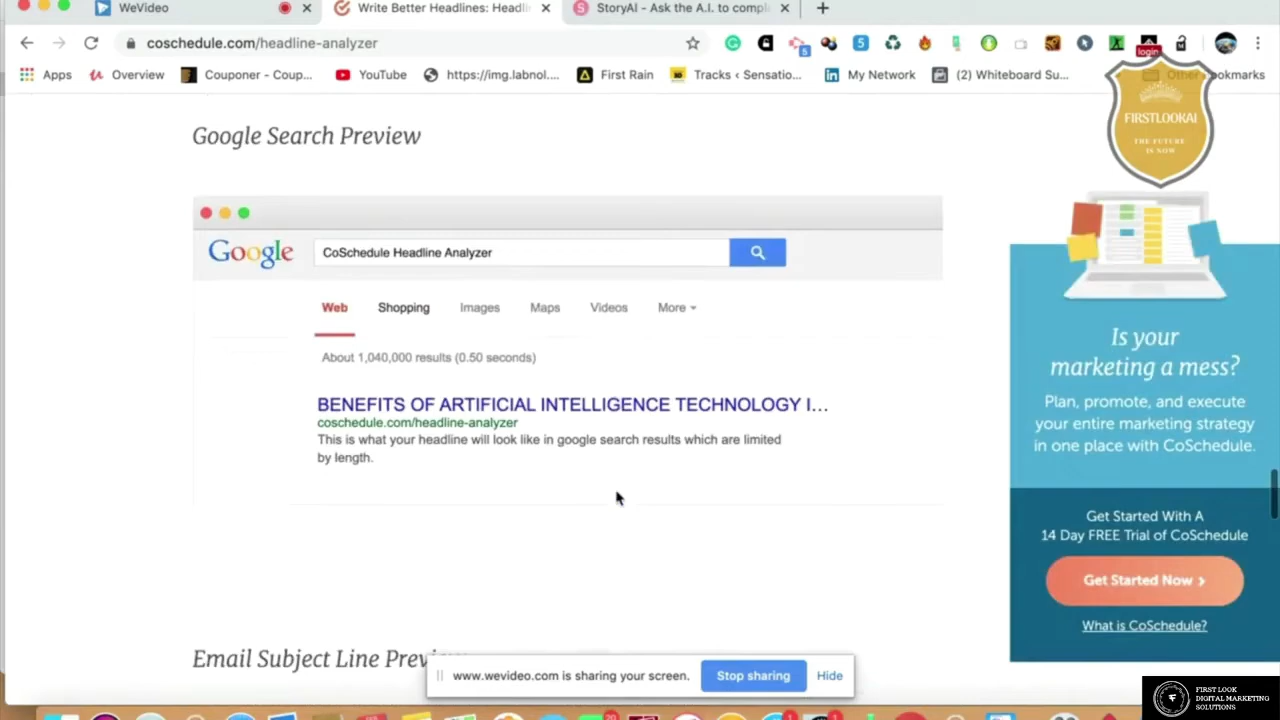 WeVideo
Write Better Headlines: Headli
StoryAI - Ask the A.I. to compl
coschedule.com/headline-analyzer
5
S
login
Apps
Overview
Couponer - Coup...
YouTube
https://img.labnol....
First Rain
Tracks < Sensatio...
My Network
(2) Whiteboard Su...
Other bookmarks
FIRSTLOOKAI
THE FUTURE
IS NOW
Google Search Preview
Google
CoSchedule Headline Analyzer
Web
Shopping
Images
Maps
Videos
More
About 1,040,000 results (0.50 seconds)
BENEFITS OF ARTIFICIAL INTELLIGENCE TECHNOLOGY I...
coschedule.com/headline-analyzer
This is what your headline will look like in google search results which are limited
by length.
Is your
marketing a mess?
Plan, promote, and execute
your entire marketing strategy
in one place with CoSchedule.
Get Started With A
14 Day FREE Trial of CoSchedule
Get Started Now >
What is CoSchedule?
Email Subject Line Previ
www.wevideo.com is sharing your screen.
Stop sharing
Hide
FIRST LOOK
DIGITAL MARKETING
SOLUTIONS